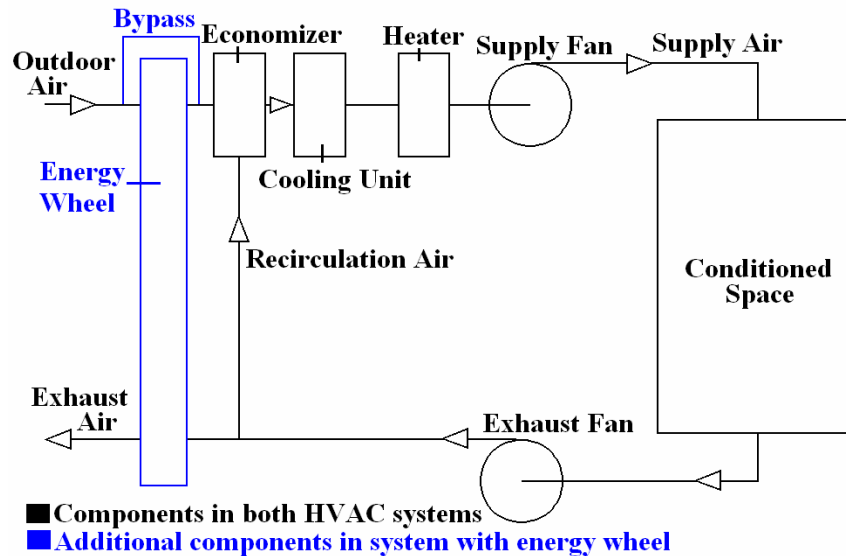 Bypass
Economizer
Heater
Supply Fan
Supply Air
Outdoor
Air
Energy
Wheel
Cooling Unit
Recirculation Air
Conditioned
Space
Exhaust
Air
Exhaust Fan
Components in both HVAC systems
Additional components in system with energy wheel